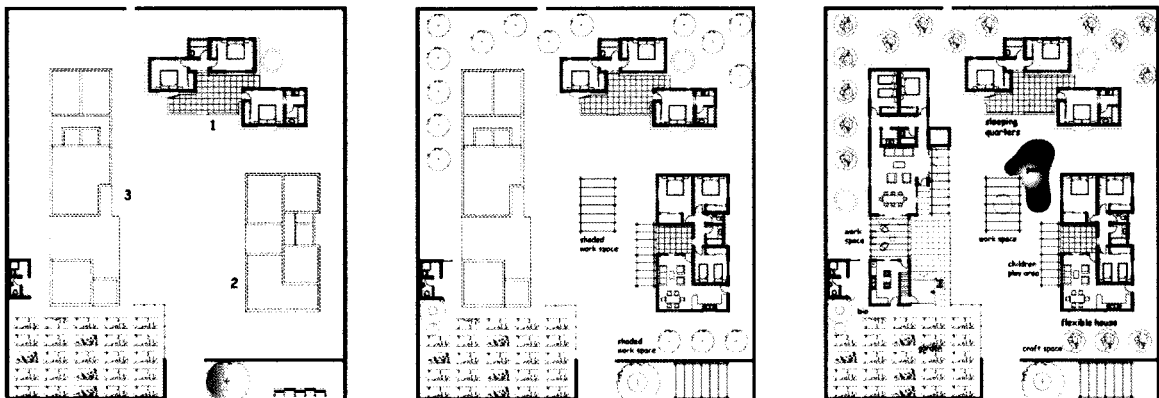 1
3
2
shaded
work space
shaded
work space
sleeping
quarters
work
space
work space
children
play area
flexible house
craft space